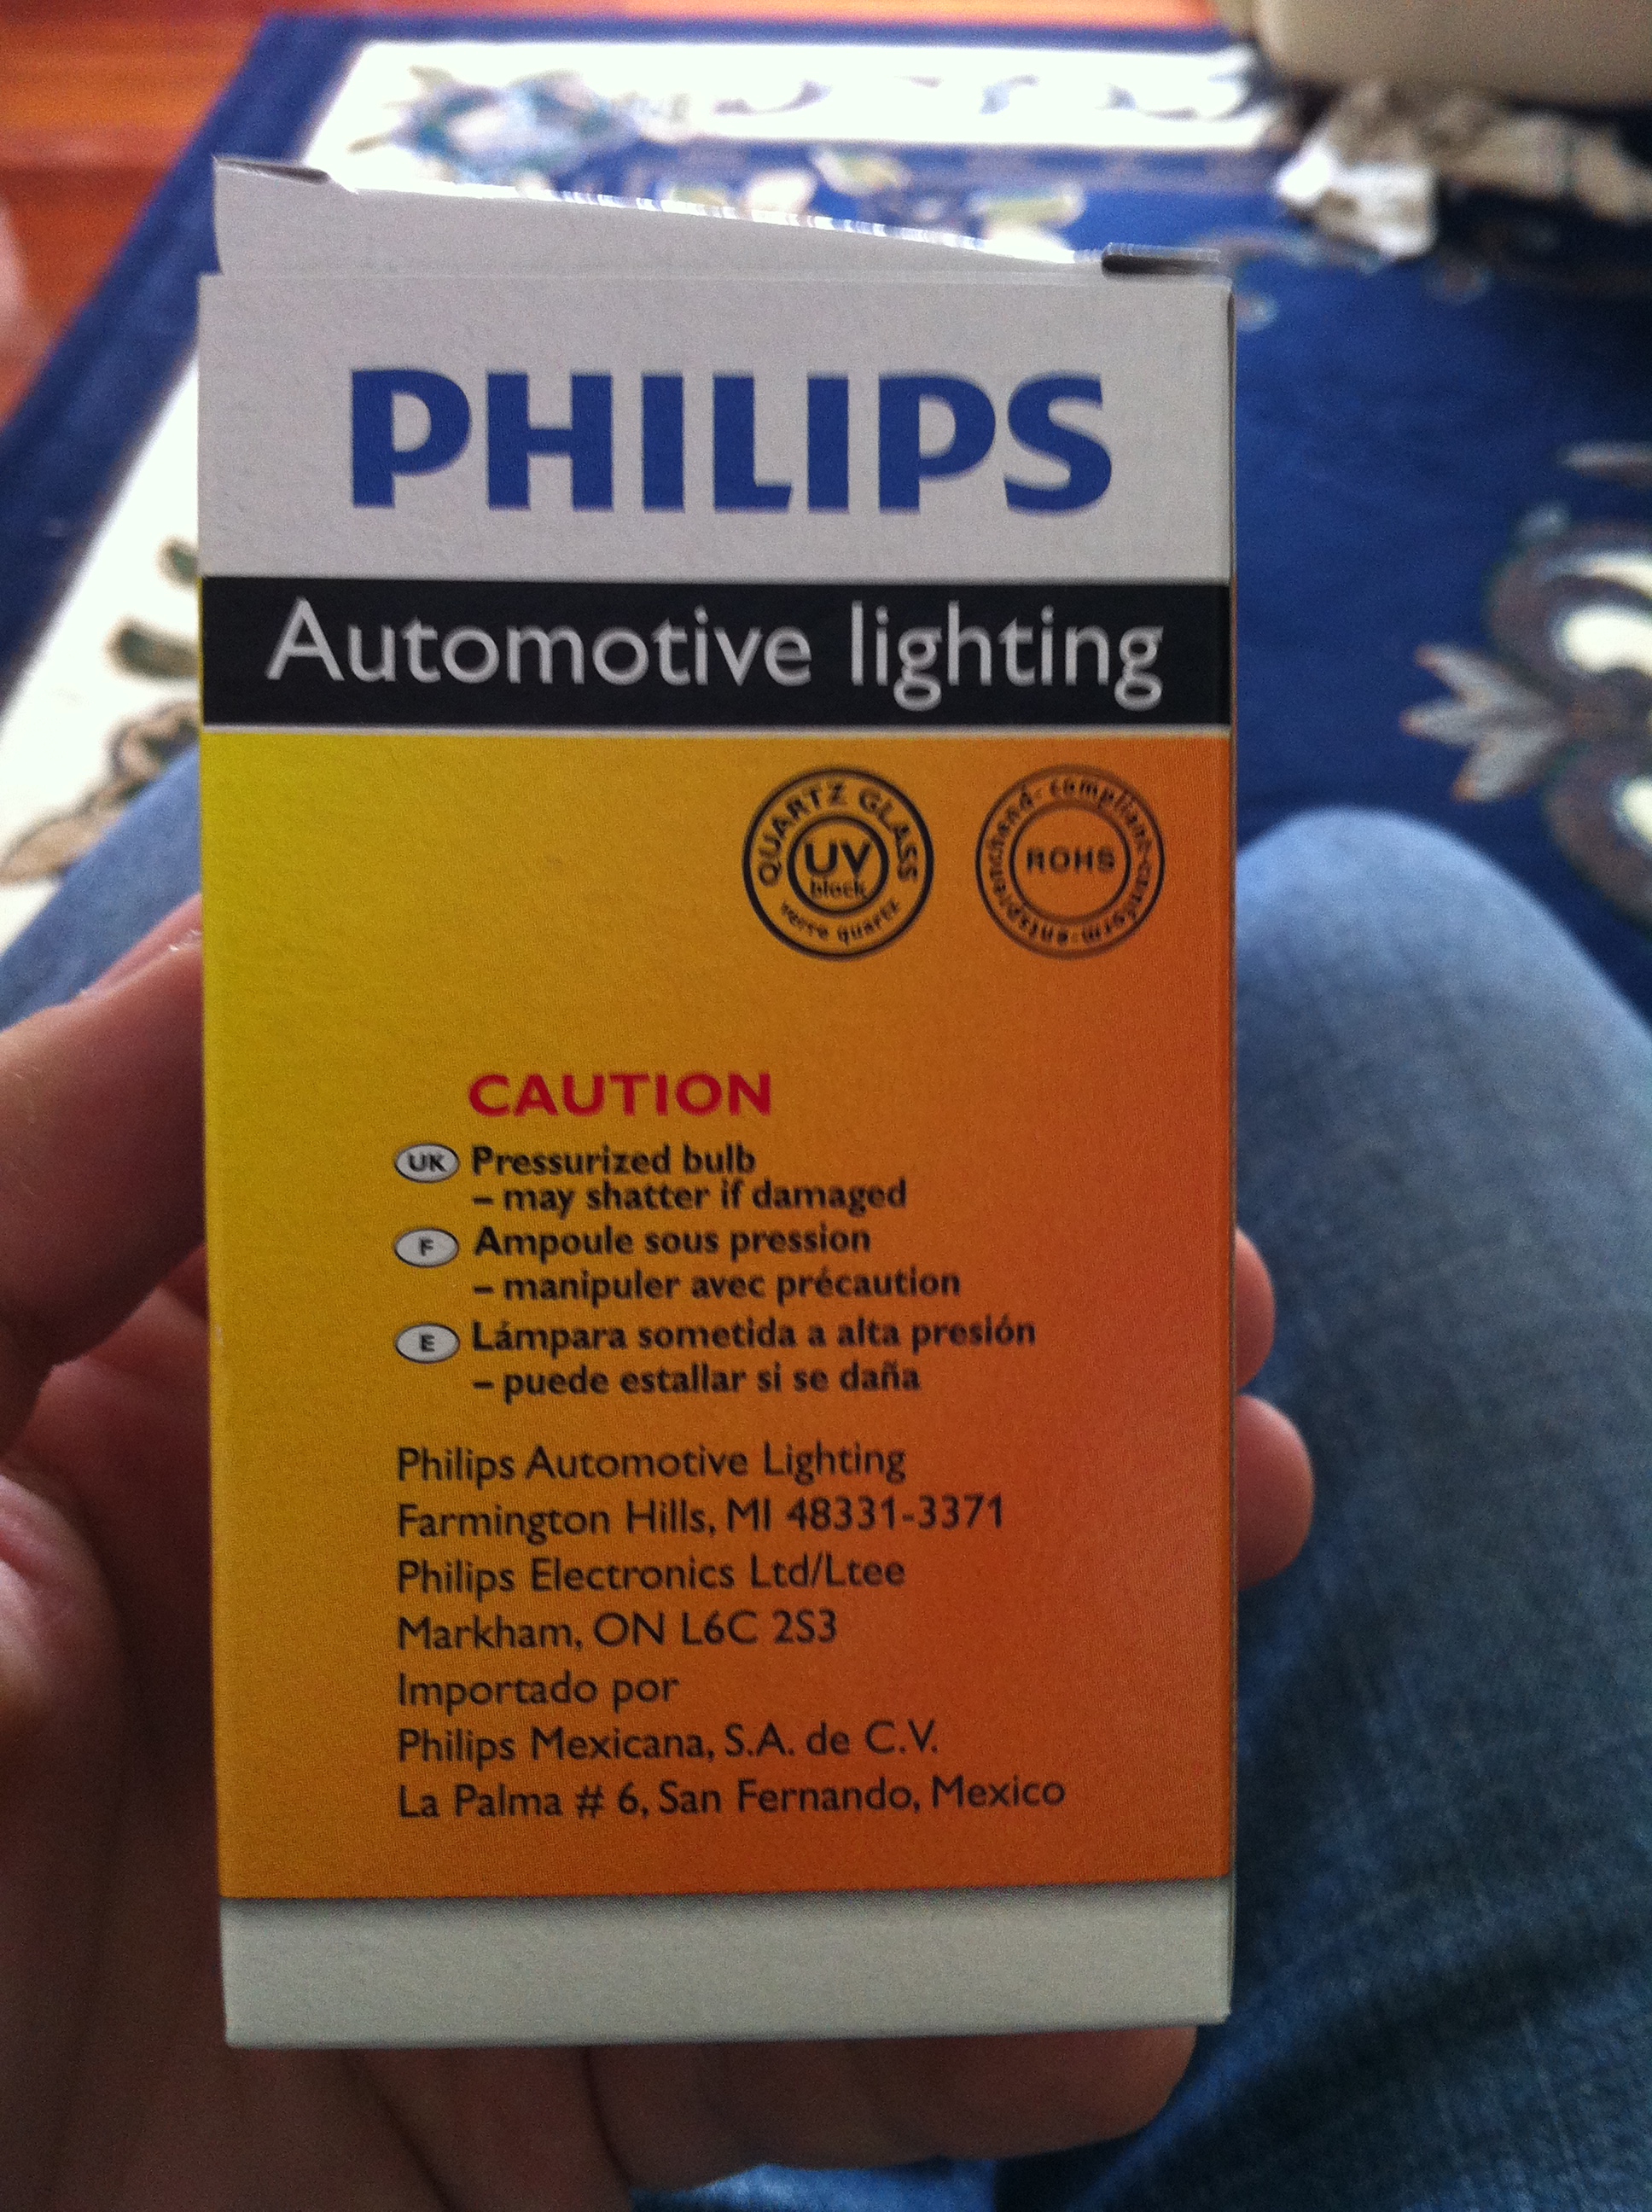 PHILIPS
Automotive lighting
QUARTZ GLASS
UV
block
verre quartz
compliant-conform-entsprechend-
ROHS
CAUTION
UK Pressurized bulb
– may shatter if damaged
F Ampoule sous pression
– manipuler avec précaution
E Lámpara sometida a alta presión
– puede estallar si se daña
Philips Automotive Lighting
Farmington Hills, MI 48331-3371
Philips Electronics Ltd/Ltee
Markham, ON L6C 2S3
Importado por
Philips Mexicana, S.A. de C.V.
La Palma # 6, San Fernando, Mexico